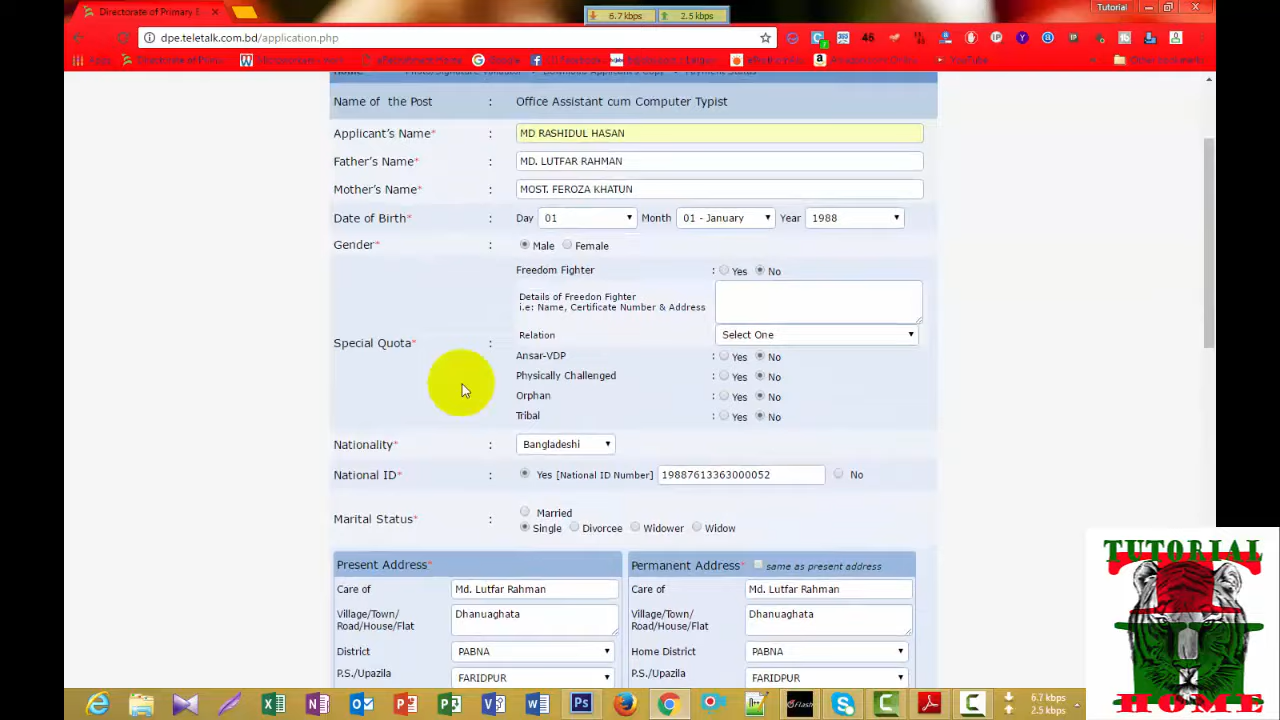 Directorate of Primary E
6.7 kbps 2.5 kbps
Tutorial
dpe.teletalk.com.bd/application.php
Apps Directorate of Primary
Google
YouTube
Name of the Post : Office Assistant cum Computer Typist
Applicant's Name* : MD RASHIDUL HASAN
Father's Name* : MD. LUTFAR RAHMAN
Mother's Name* : MOST. FEROZA KHATUN
Date of Birth* : Day 01 Month 01 - January Year 1988
Gender* : Male Female
Freedom Fighter : Yes No
Details of Freedon Fighter
i.e: Name, Certificate Number & Address
Relation Select One
Special Quota* :
Ansar-VDP : Yes No
Physically Challenged : Yes No
Orphan : Yes No
Tribal : Yes No
Nationality* : Bangladeshi
National ID* : Yes [National ID Number] 19887613363000052 No
Marital Status* : Married
Single Divorcee Widower Widow
Present Address* Permanent Address* same as present address
Care of Md. Lutfar Rahman Care of Md. Lutfar Rahman
Village/Town/
Road/House/Flat Dhanuaghata Village/Town/
Road/House/Flat Dhanuaghata
District PABNA Home District PABNA
P.S./Upazila FARIDPUR P.S./Upazila FARIDPUR
TUTORIAL
HOME
6.7 kbps
2.5 kbps